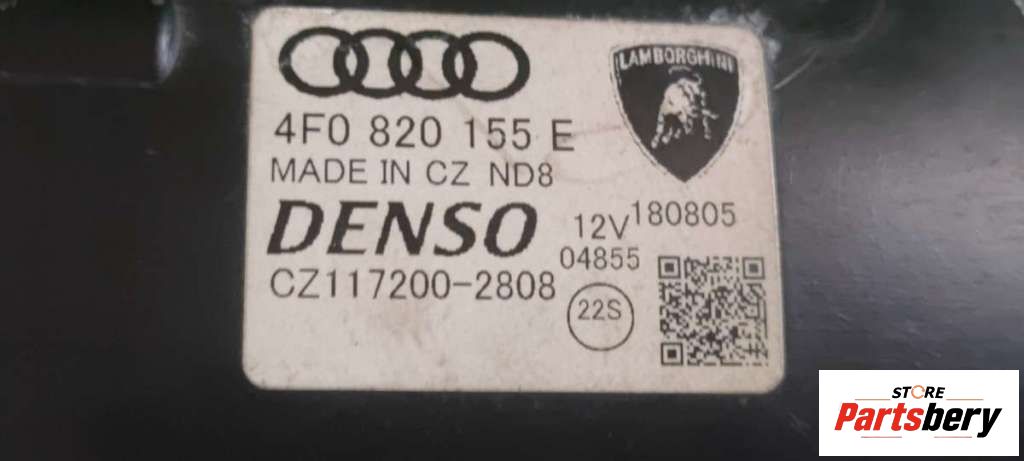 LAMBORGHINI
4F0 820 155 E
MADE IN CZ ND8
DENSO
12V 180805
04855
CZ117200-2808
22S
STORE
Partsbery